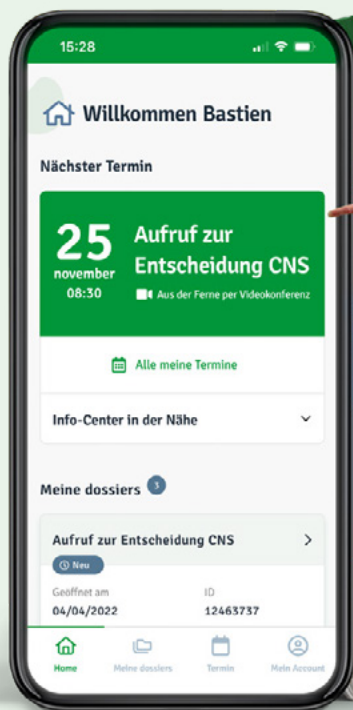 15:28
Willkommen Bastien
Nächster Termin
25
november
08:30
Aufruf zur
Entscheidung CNS
Aus der Ferne per Videokonferenz
Alle meine Termine
Info-Center in der Nähe
Meine dossiers 3
Aufruf zur Entscheidung CNS
Neu
Geöffnet am
ID
04/04/2022
12463737
Home
Meine dossiers
Termin
Mein Account